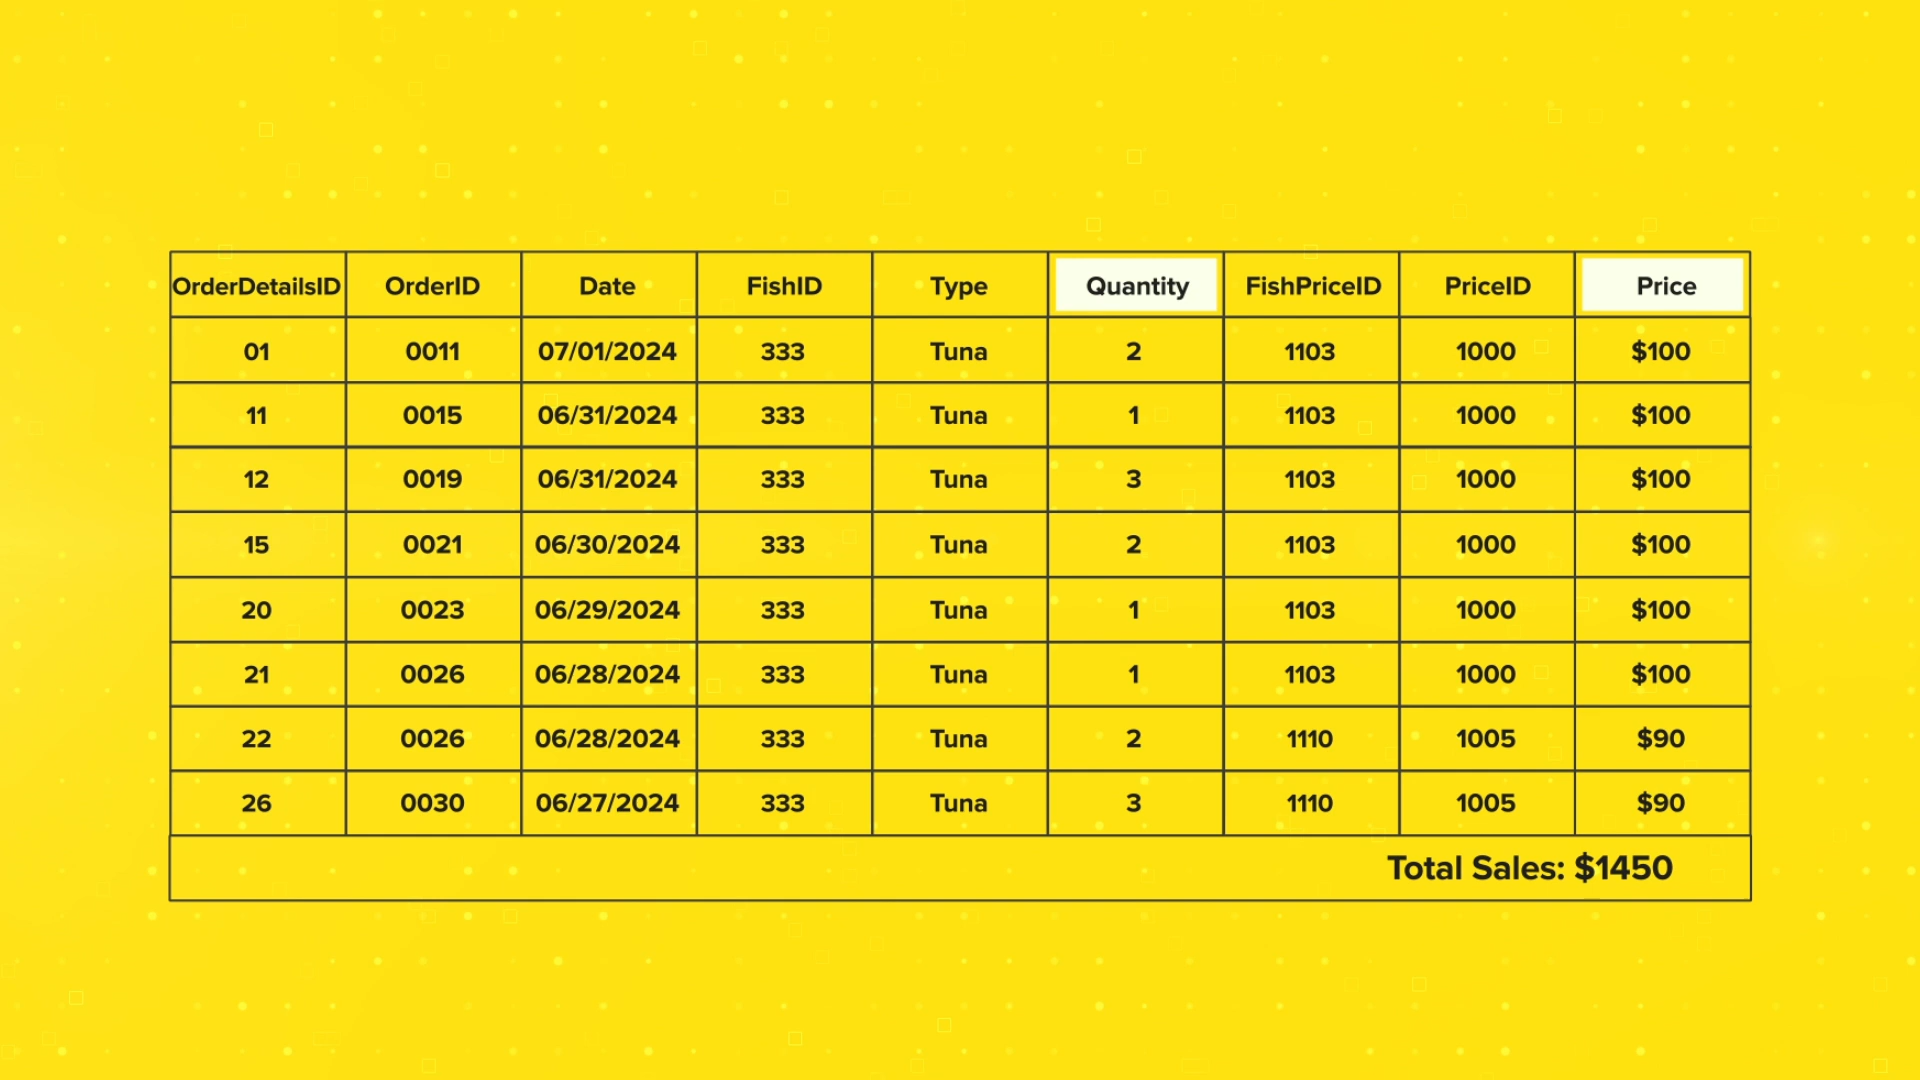 OrderDetailsID OrderID Date FishID Type Quantity FishPriceID PriceID Price
01 0011 07/01/2024 333 Tuna 2 1103 1000 $100
11 0015 06/31/2024 333 Tuna 1 1103 1000 $100
12 0019 06/31/2024 333 Tuna 3 1103 1000 $100
15 0021 06/30/2024 333 Tuna 2 1103 1000 $100
20 0023 06/29/2024 333 Tuna 1 1103 1000 $100
21 0026 06/28/2024 333 Tuna 1 1103 1000 $100
22 0026 06/28/2024 333 Tuna 2 1110 1005 $90
26 0030 06/27/2024 333 Tuna 3 1110 1005 $90
Total Sales: $1450